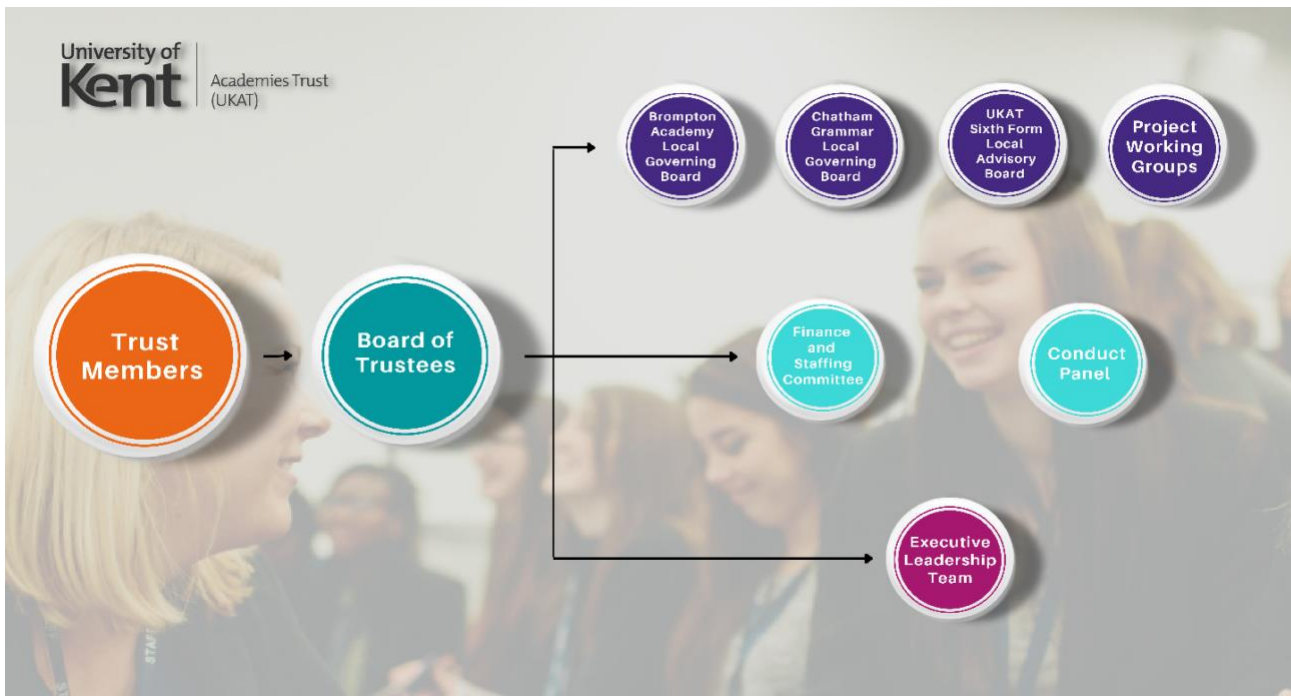 University of
Kent
Academies Trust
(UKAT)
Brompton
Academy
Local
Governing
Board
Chatham
Grammar
Local
Governing
Board
UKAT
Sixth Form
Local
Advisory
Board
Project
Working
Groups
Trust
Members
Board of
Trustees
Finance
and
Staffing
Committee
Conduct
Panel
Executive
Leadership
Team
STAFF